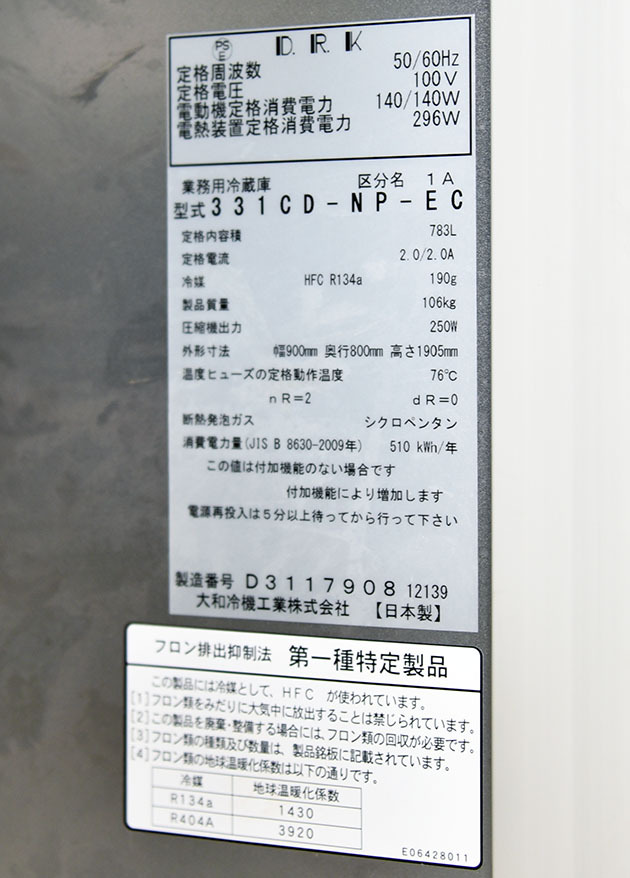 PS
E
D. R. K
定格周波数 50/60Hz
定格電圧 100V
電動機定格消費電力 140/140W
電熱装置定格消費電力 296W
業務用冷蔵庫 区分名 1A
型式 331CD-NP-EC
定格内容積 783L
定格電流 2.0/2.0A
冷媒 HFC R134a 190g
製品質量 106kg
圧縮機出力 250W
外形寸法 幅900mm 奥行800mm 高さ1905mm
温度ヒューズの定格動作温度 76℃
nR=2 dR=0
断熱発泡ガス シクロペンタン
消費電力量(JIS B 8630-2009年) 510 kWh/年
この値は付加機能のない場合です
付加機能により増加します
電源再投入は5分以上待ってから行って下さい
製造番号 D3117908 12139
大和冷機工業株式会社 【日本製】
フロン排出抑制法 第一種特定製品
この製品には冷媒として、HFC が使われています。
[1]フロン類をみだりに大気中に放出することは禁じられています。
[2]この製品を廃棄・整備する場合には、フロン類の回収が必要です。
[3]フロン類の種類及び数量は、製品銘板に記載されています。
[4]フロン類の地球温暖化係数は以下の通りです。
冷媒 地球温暖化係数
R134a 1430
R404A 3920
E06428011